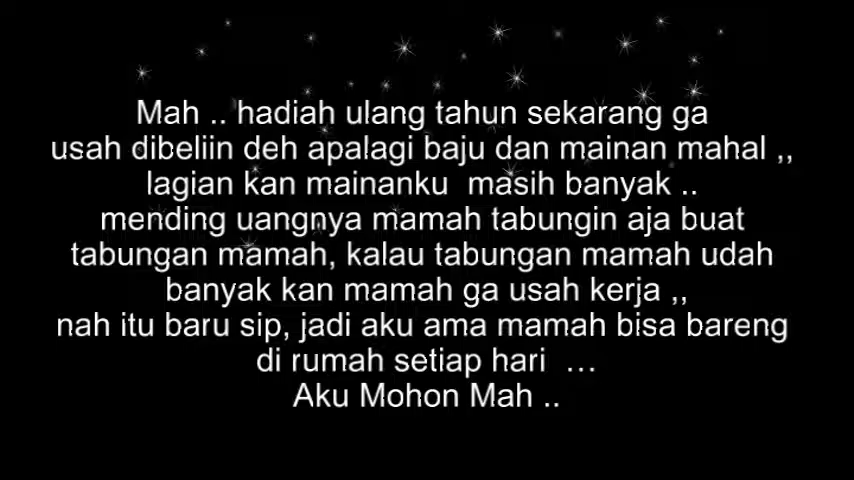 Mah .. hadiah ulang tahun sekarang ga
usah dibeliin deh apalagi baju dan mainan mahal ,,
lagian kan mainanku  masih banyak ..
mending uangnya mamah tabungin aja buat
tabungan mamah, kalau tabungan mamah udah
banyak kan mamah ga usah kerja ,,
nah itu baru sip, jadi aku ama mamah bisa bareng
di rumah setiap hari  …
Aku Mohon Mah ..